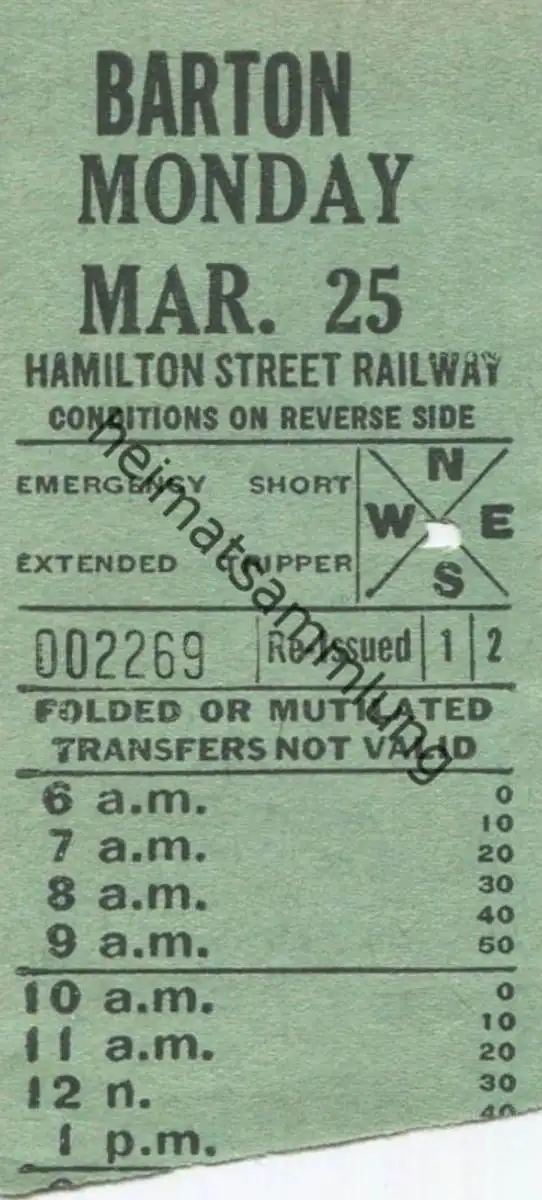 BARTON
MONDAY
MAR. 25
HAMILTON STREET RAILWAY
CONDITIONS ON REVERSE SIDE
EMERGENCY SHORT
EXTENDED TRIPPER
N
W E
S
002269 Re-Issued 1 2
FOLDED OR MUTILATED
TRANSFERS NOT VALID
6 a.m. 0
10
7 a.m. 20
8 a.m. 30
40
9 a.m. 50
10 a.m. 0
10
11 a.m. 20
12 n. 30
40
1 p.m.
heimatsammlung